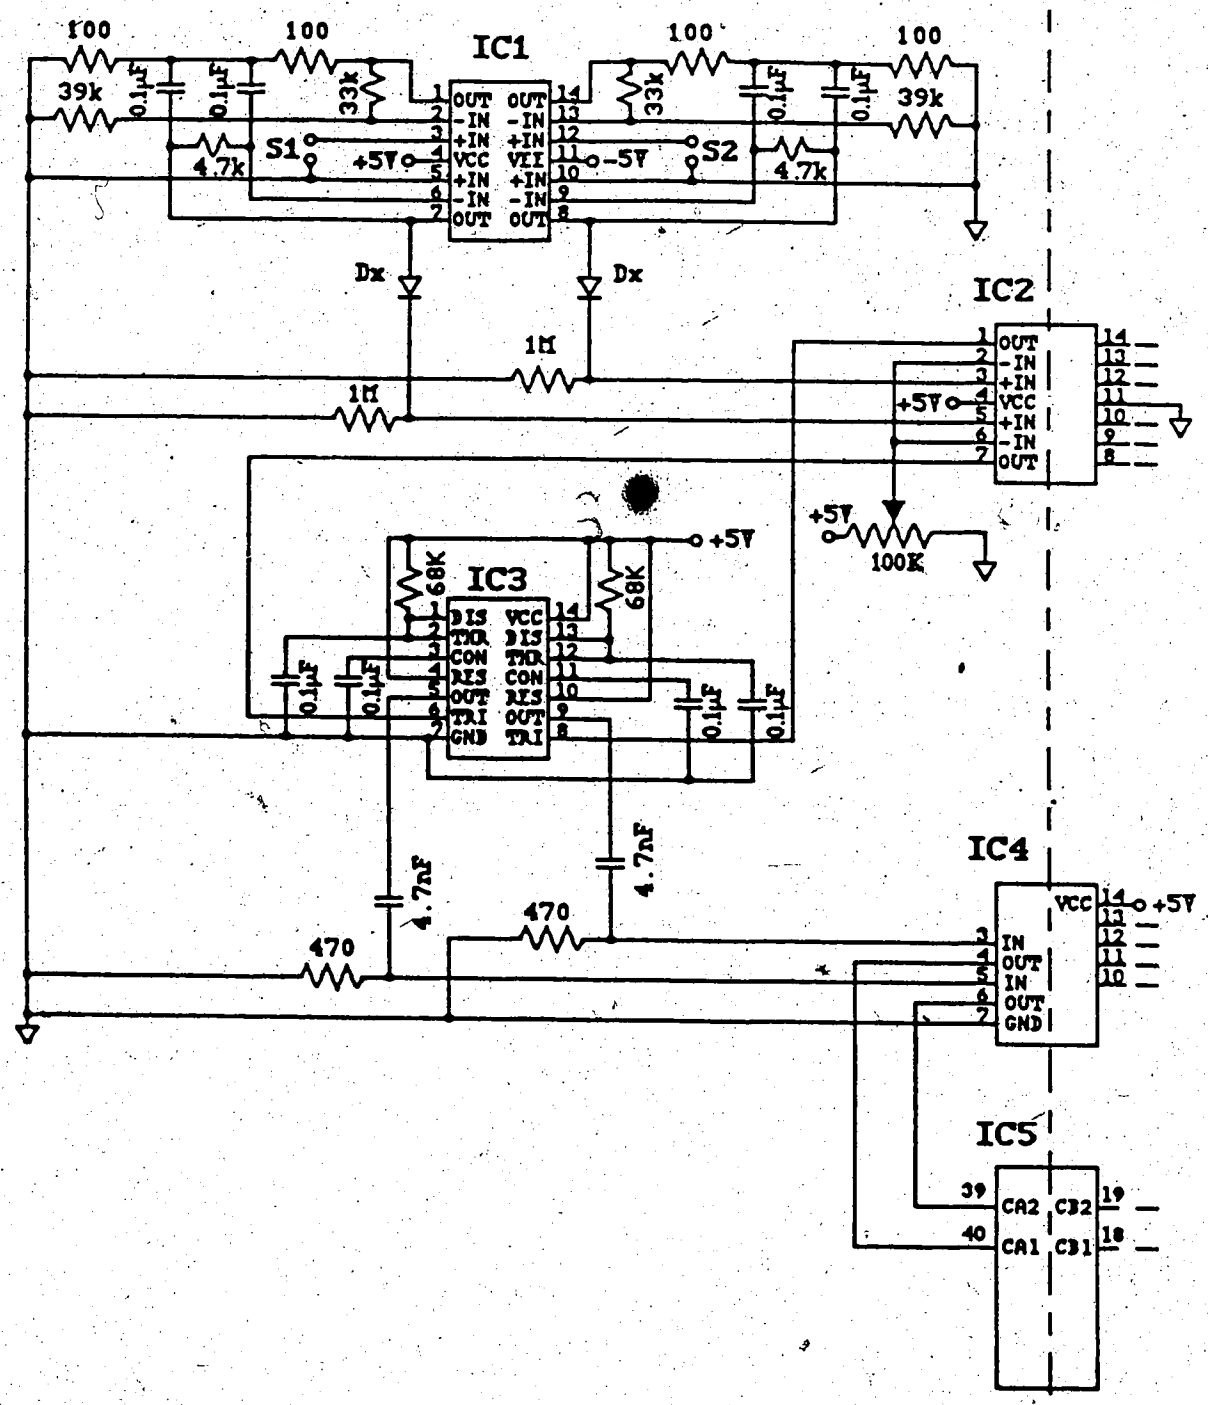 100
100
IC1
100
100
0.1µF
0.1µF
33k
33k
0.1µF
0.1µF
39k
39k
1 OUT OUT 14
2 -IN -IN 13
3 +IN +IN 12
4 VCC VEE 11
5 +IN +IN 10
6 -IN -IN 9
7 OUT OUT 8
S1
+5V
-5V
S2
4.7k
4.7k
Dx
Dx
IC2
1M
1M
1 OUT 14
2 -IN 13
3 +IN 12
+5V 4 VCC 11
5 +IN 10
6 -IN 9
7 OUT 8
+5V
100K
+5V
68K
IC3
68K
1 DIS VCC 14
2 THR DIS 13
3 CON THR 12
4 RES CON 11
5 OUT RES 10
6 TRI OUT 9
7 GND TRI 8
0.1µF
0.1µF
0.1µF
0.1µF
4.7nF
4.7nF
IC4
VCC 14 +5V
13
3 IN 12
4 OUT 11
5 IN 10
6 OUT
7 GND
470
470
IC5
39 CA2 CB2 19
40 CA1 CB1 18